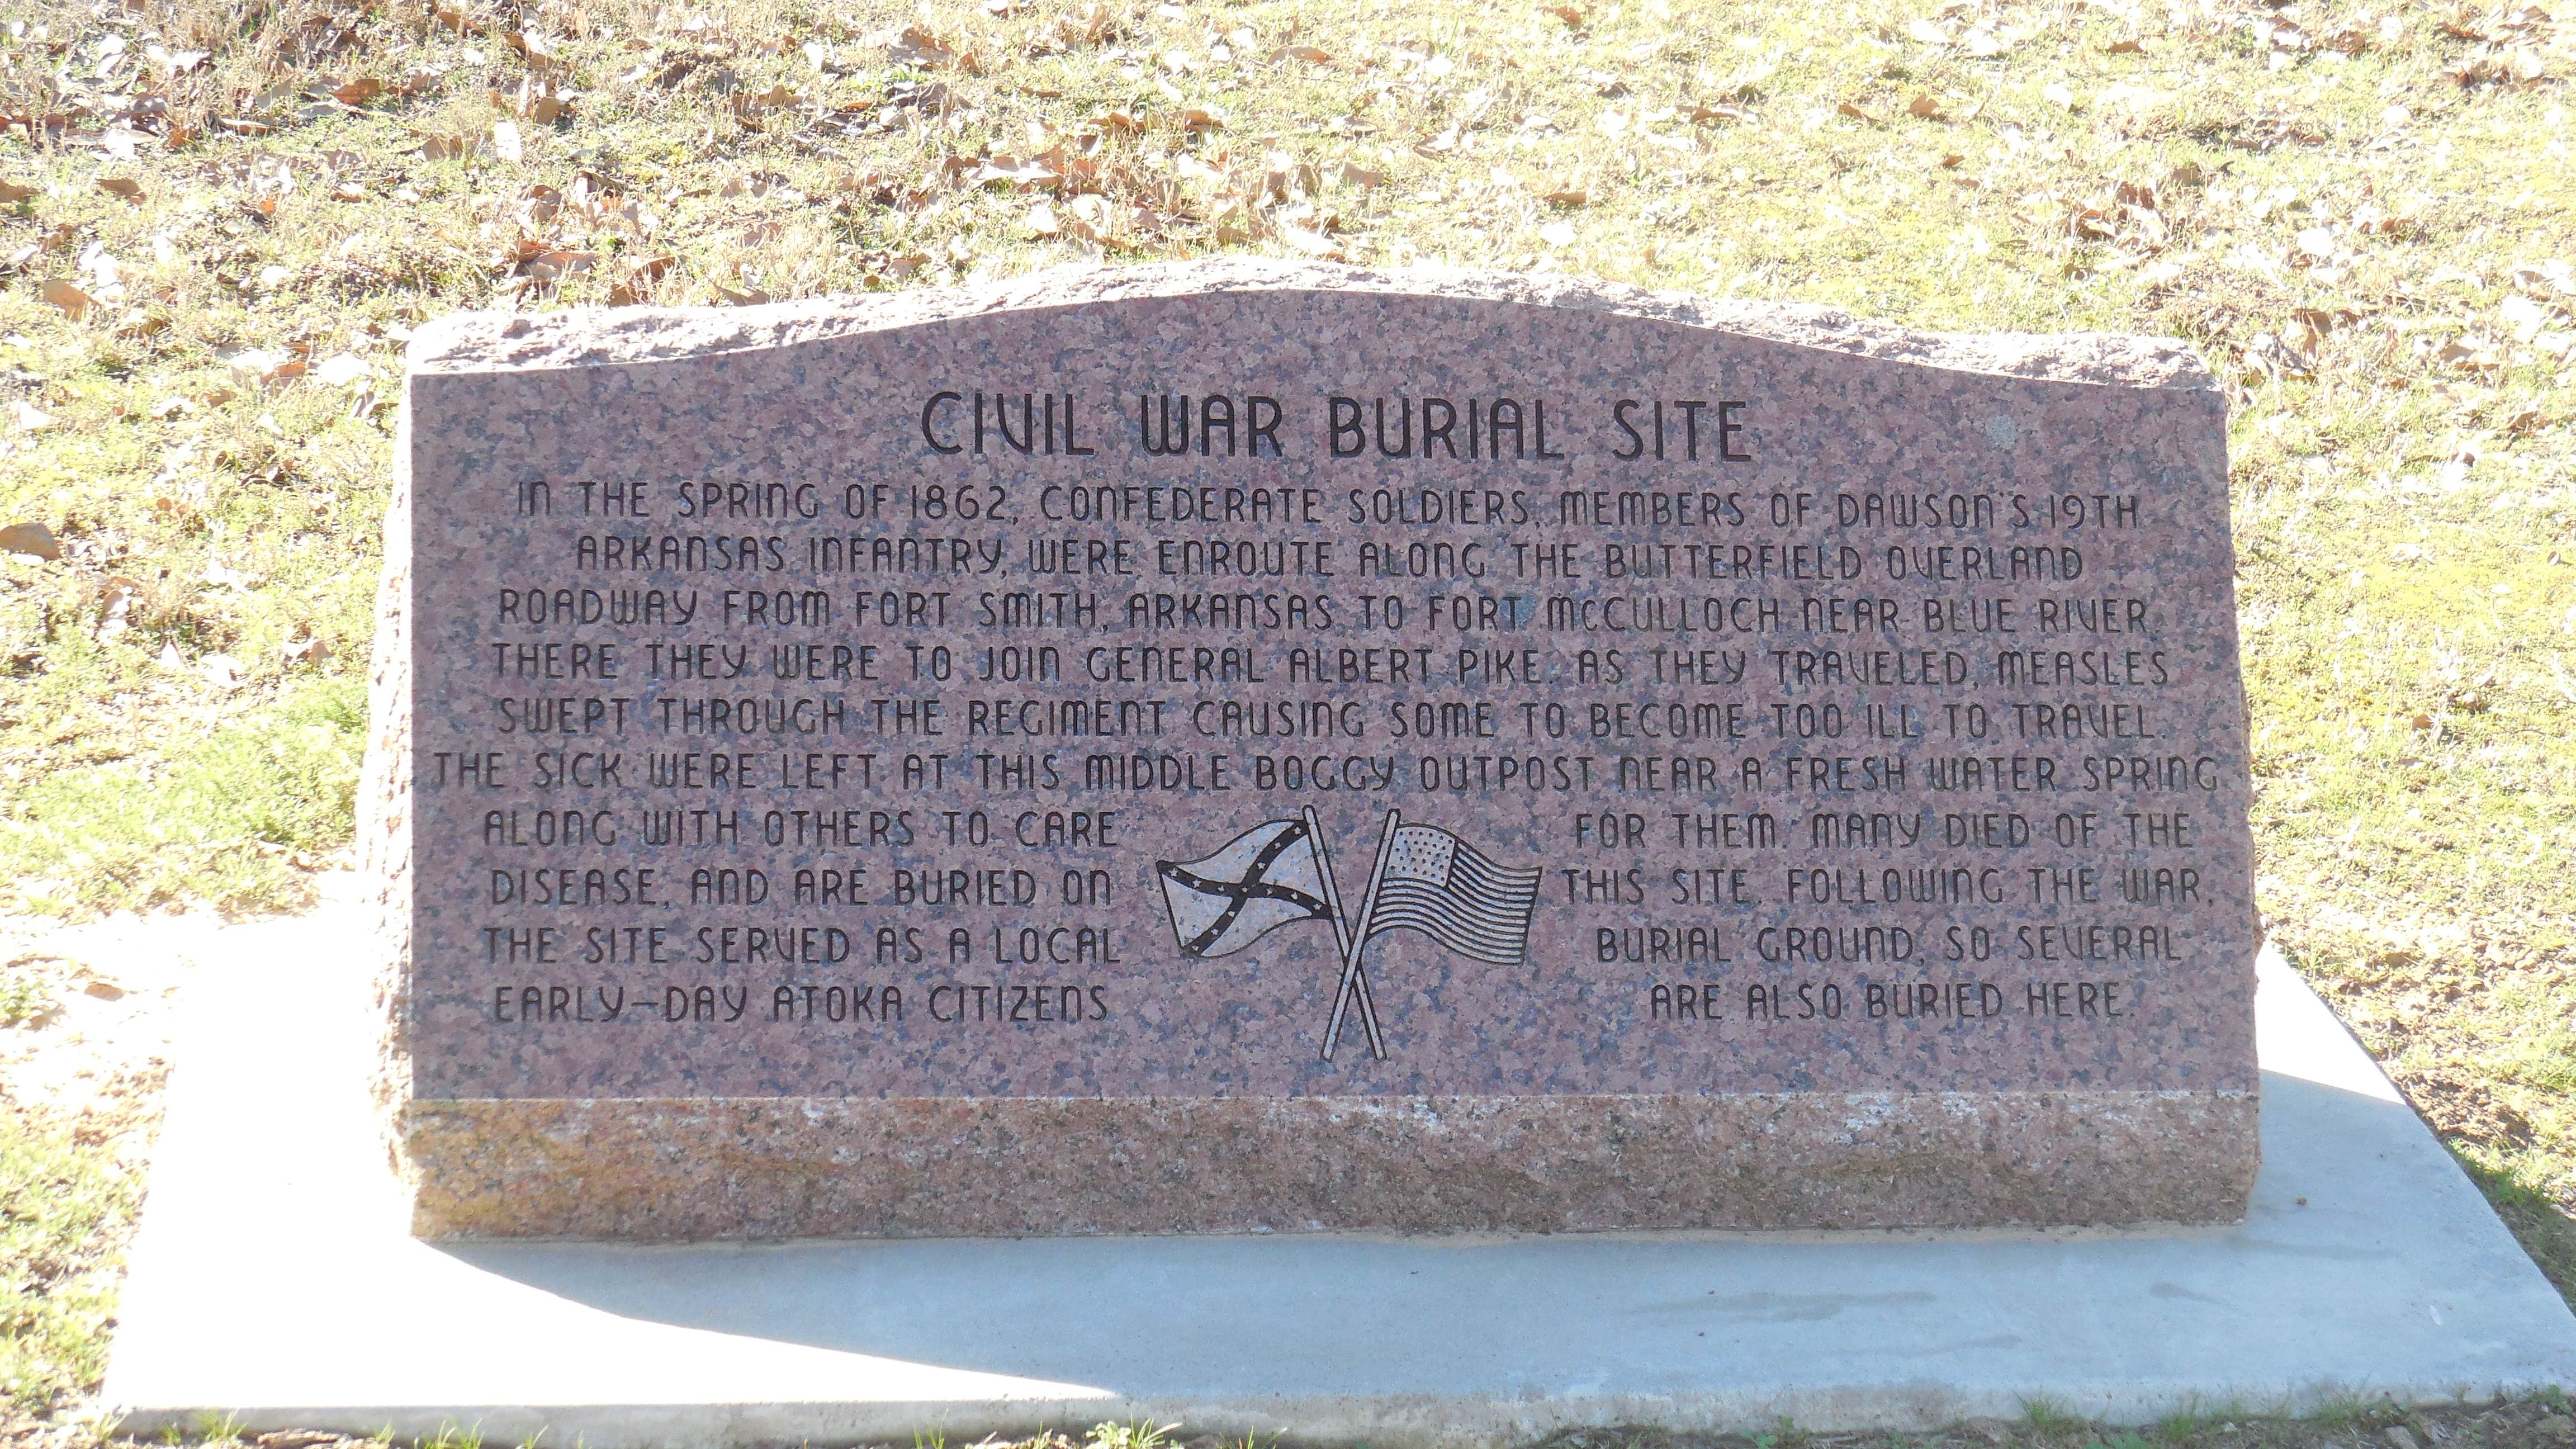 CIVIL WAR BURIAL SITE
IN THE SPRING OF 1862, CONFEDERATE SOLDIERS, MEMBERS OF DAWSON'S 19TH
ARKANSAS INFANTRY, WERE ENROUTE ALONG THE BUTTERFIELD OVERLAND
ROADWAY FROM FORT SMITH, ARKANSAS TO FORT McCULLOCH NEAR BLUE RIVER.
THERE THEY WERE TO JOIN GENERAL ALBERT PIKE. AS THEY TRAVELED, MEASLES
SWEPT THROUGH THE REGIMENT CAUSING SOME TO BECOME TOO ILL TO TRAVEL.
THE SICK WERE LEFT AT THIS MIDDLE BOGGY OUTPOST NEAR A FRESH WATER SPRING
ALONG WITH OTHERS TO CARE FOR THEM. MANY DIED OF THE
DISEASE, AND ARE BURIED ON THIS SITE. FOLLOWING THE WAR,
THE SITE SERVED AS A LOCAL BURIAL GROUND, SO SEVERAL
EARLY-DAY ATOKA CITIZENS ARE ALSO BURIED HERE.